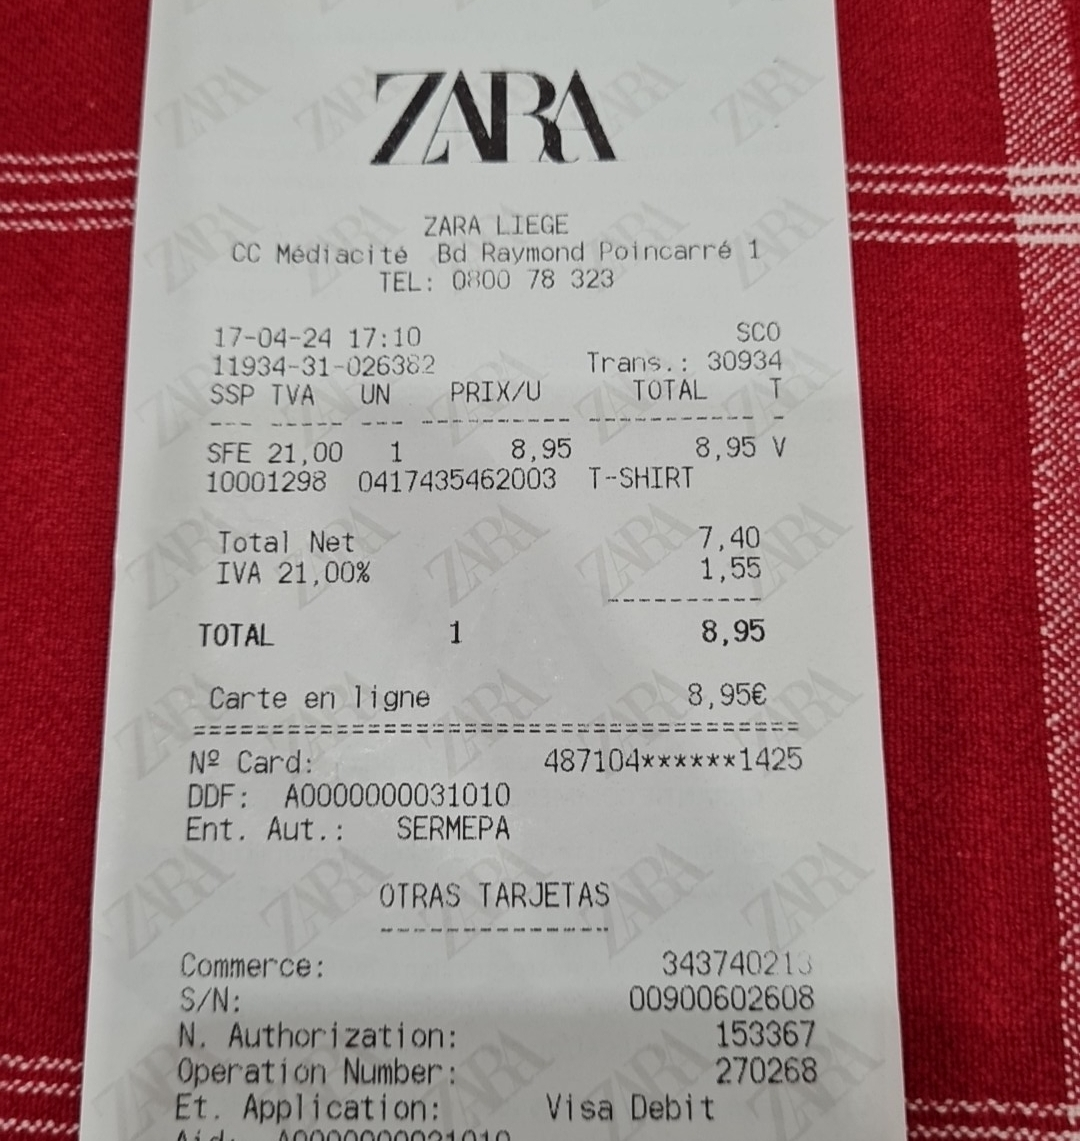 ZARA
ZARA LIEGE
CC Médiacité Bd Raymond Poincarré 1
TEL: 0800 78 323
17-04-24 17:10 SCO
11934-31-026382 Trans.: 30934
SSP TVA UN PRIX/U TOTAL T
--- ----- --- ----------- ------------ -
SFE 21,00 1 8,95 8,95 V
10001298 0417435462003 T-SHIRT
Total Net 7,40
IVA 21,00% 1,55
-----------
TOTAL 1 8,95
Carte en ligne 8,95€
========================================
Nº Card: 487104******1425
DDF: A0000000031010
Ent. Aut.: SERMEPA
OTRAS TARJETAS
--------------
Commerce: 343740213
S/N: 00900602608
N. Authorization: 153367
Operation Number: 270268
Et. Application: Visa Debit
Aid: A0000000031010